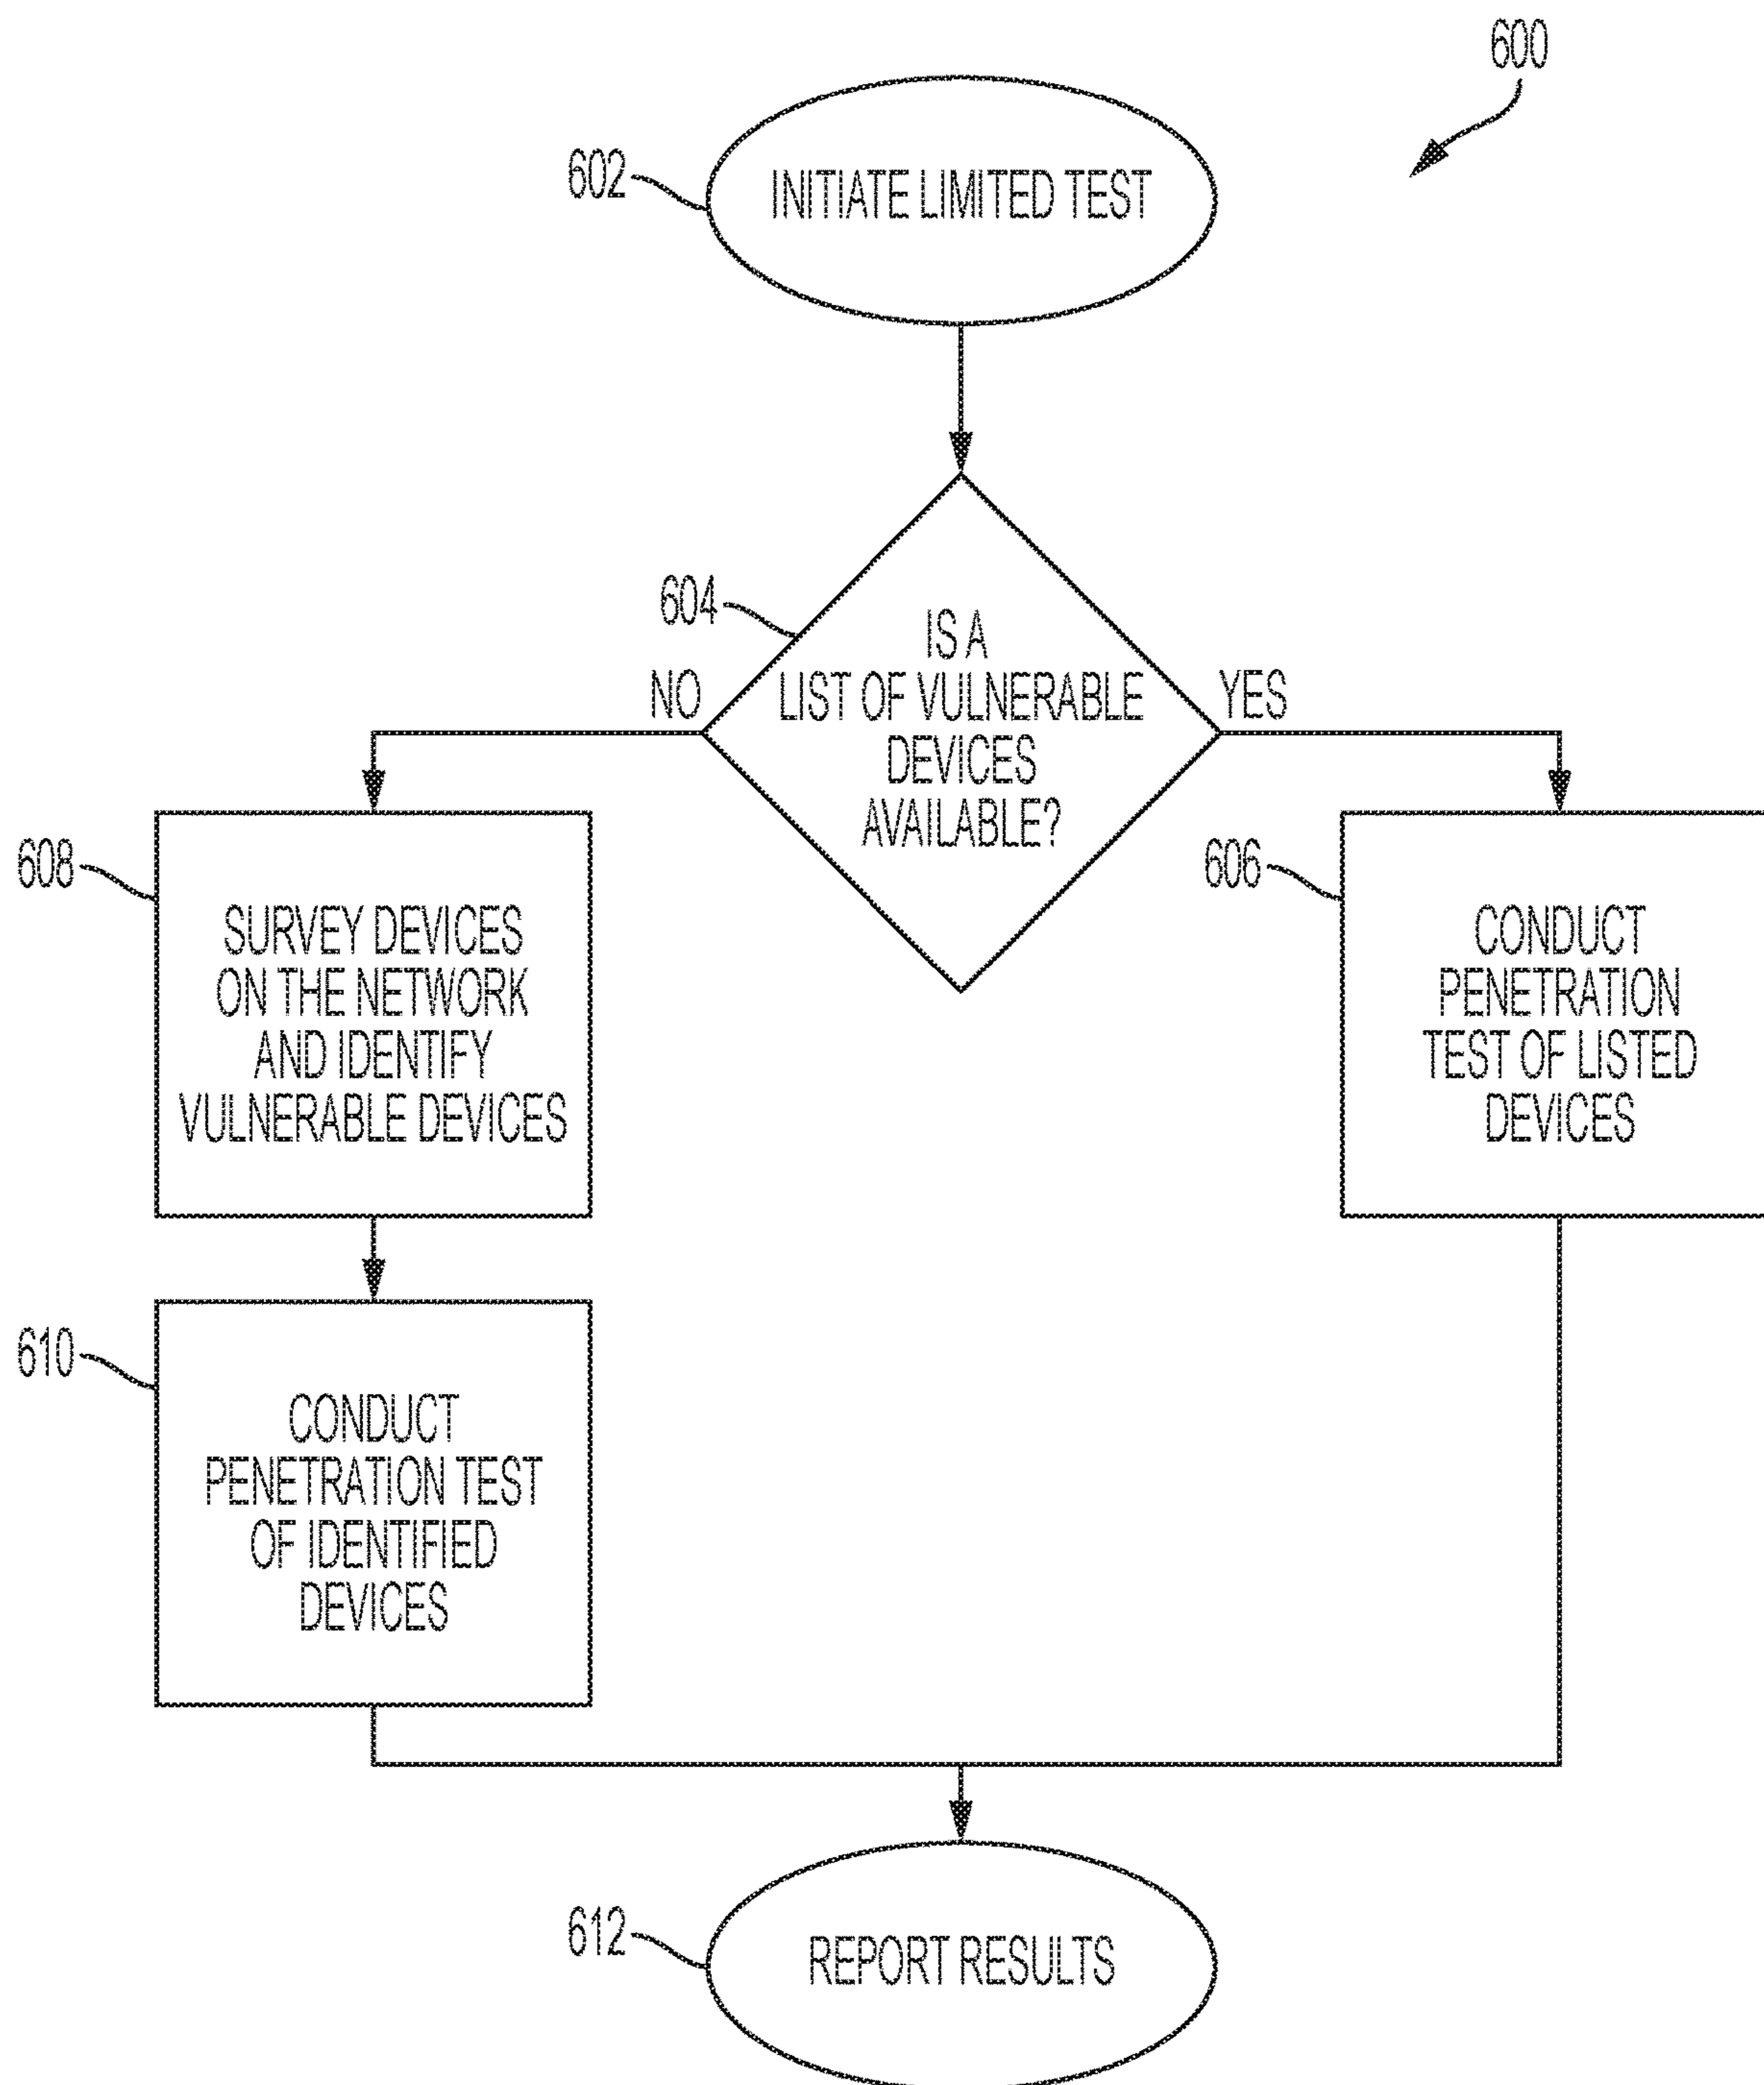 600
602
INITIATE LIMITED TEST
604
IS A
LIST OF VULNERABLE
DEVICES
AVAILABLE?
NO
YES
608
SURVEY DEVICES
ON THE NETWORK
AND IDENTIFY
VULNERABLE DEVICES
606
CONDUCT
PENETRATION
TEST OF LISTED
DEVICES
610
CONDUCT
PENETRATION TEST
OF IDENTIFIED
DEVICES
612
REPORT RESULTS